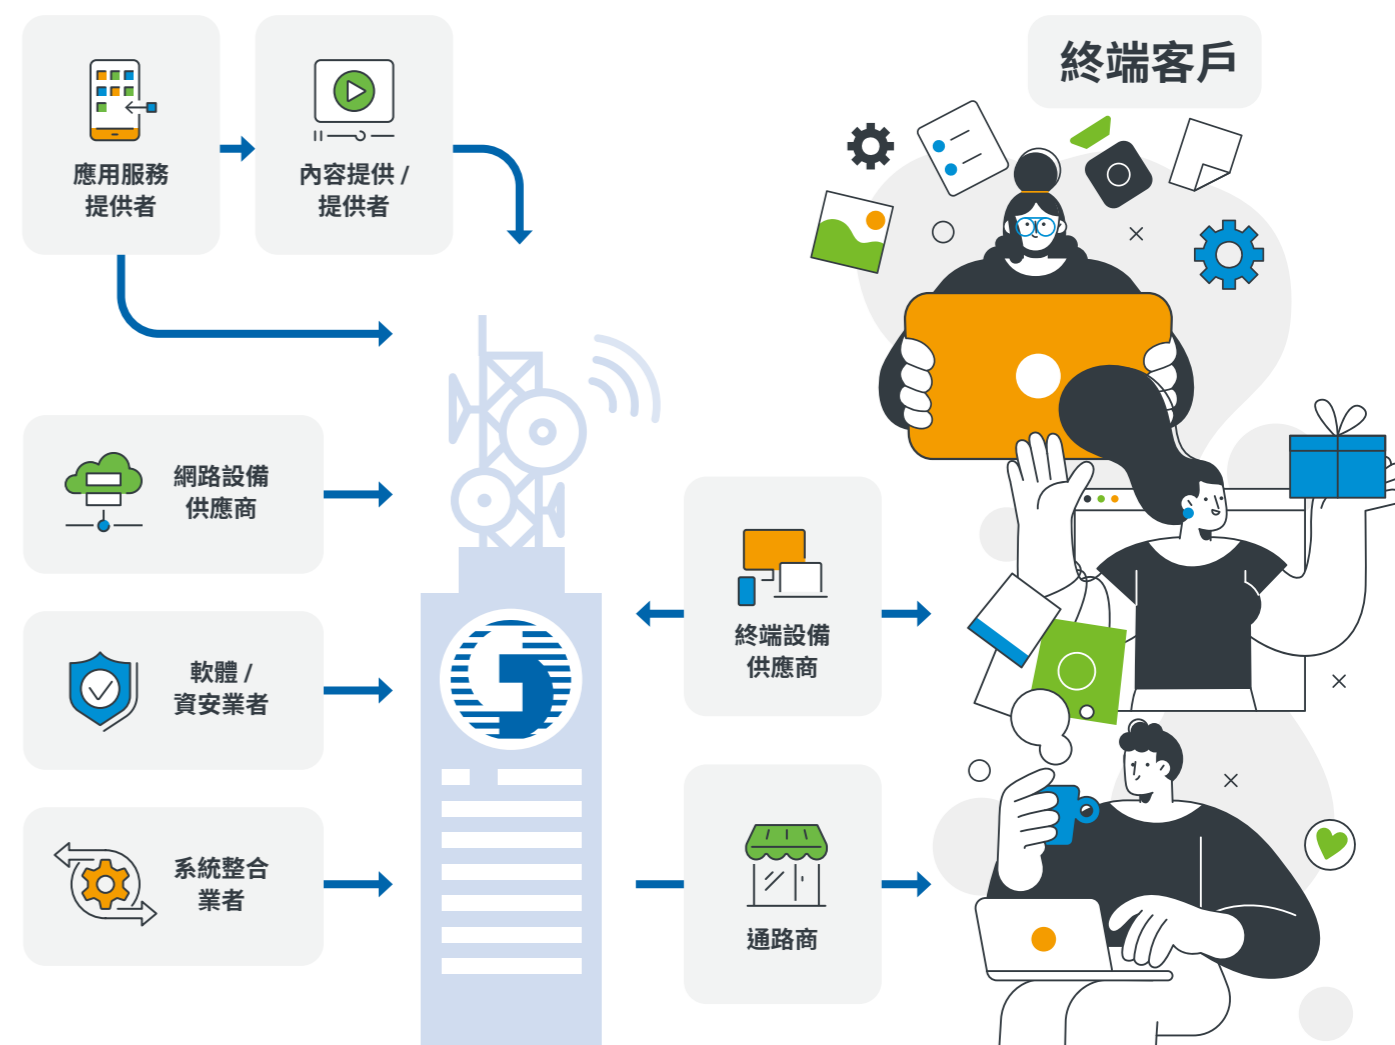 終端客戶
應用服務
提供者
內容提供 /
提供者
網路設備
供應商
軟體 /
資安業者
系統整合
業者
終端設備
供應商
通路商